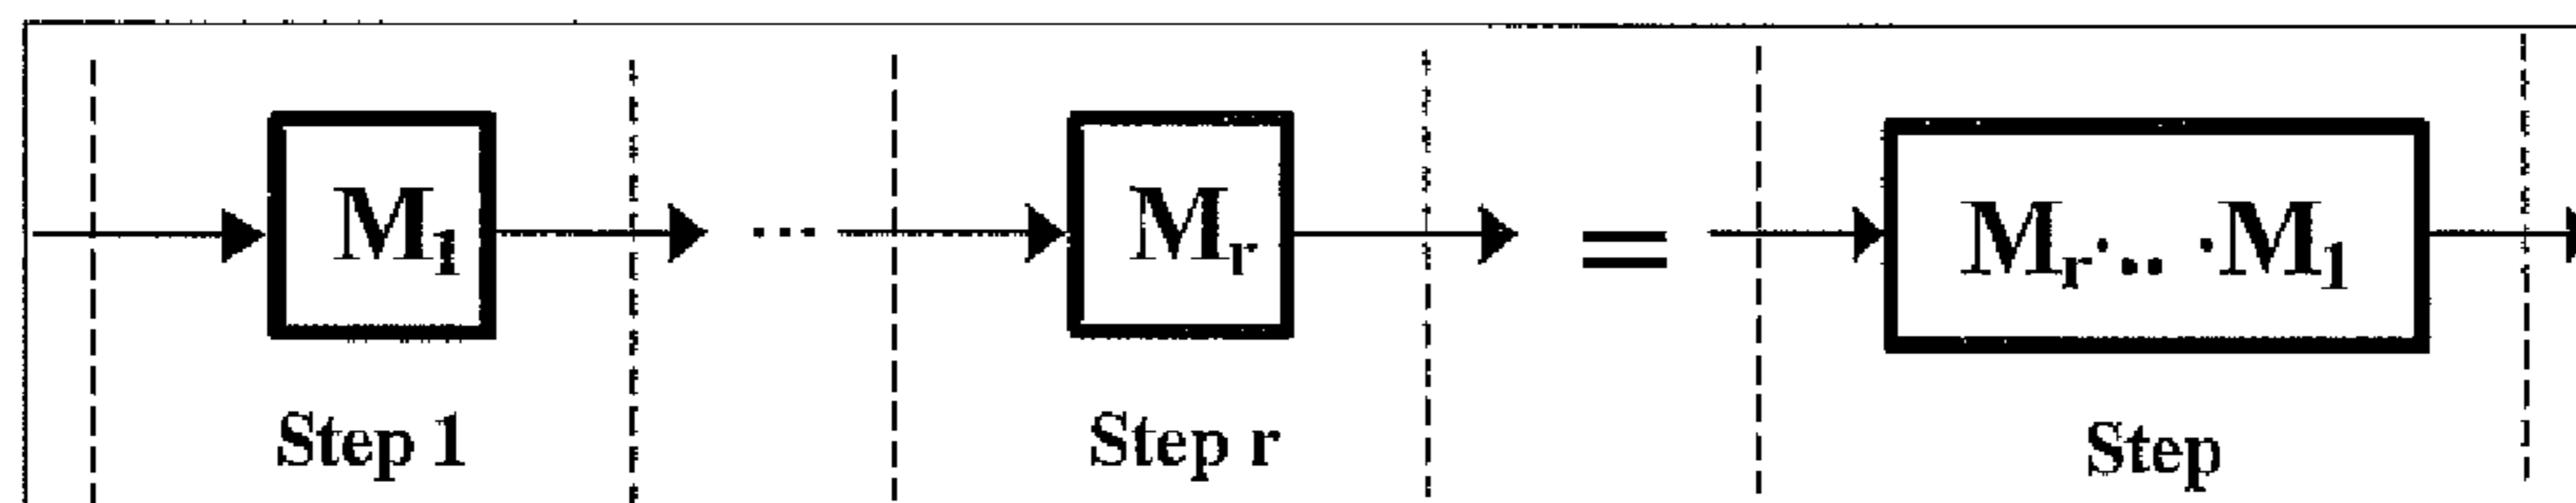 M₁ ... Mᵣ = Mᵣ·.. ·M₁
Step 1 Step r Step